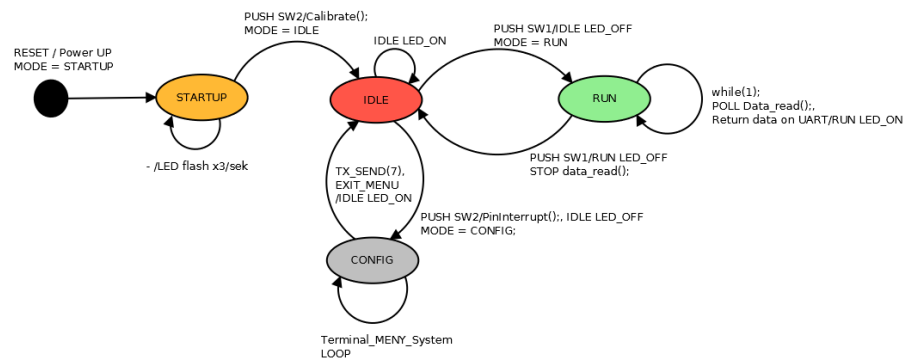 PUSH SW2/Calibrate();
MODE = IDLE
PUSH SW1/IDLE LED_OFF
MODE = RUN
IDLE LED_ON
RESET / Power UP
MODE = STARTUP
STARTUP
IDLE
RUN
while(1);
POLL Data_read();,
Return data on UART/RUN LED_ON
- /LED flash x3/sek
PUSH SW1/RUN LED_OFF
STOP data_read();
TX_SEND(7),
EXIT_MENU
/IDLE LED_ON
PUSH SW2/PinInterrupt();, IDLE LED_OFF
MODE = CONFIG;
CONFIG
Terminal_MENY_System
LOOP